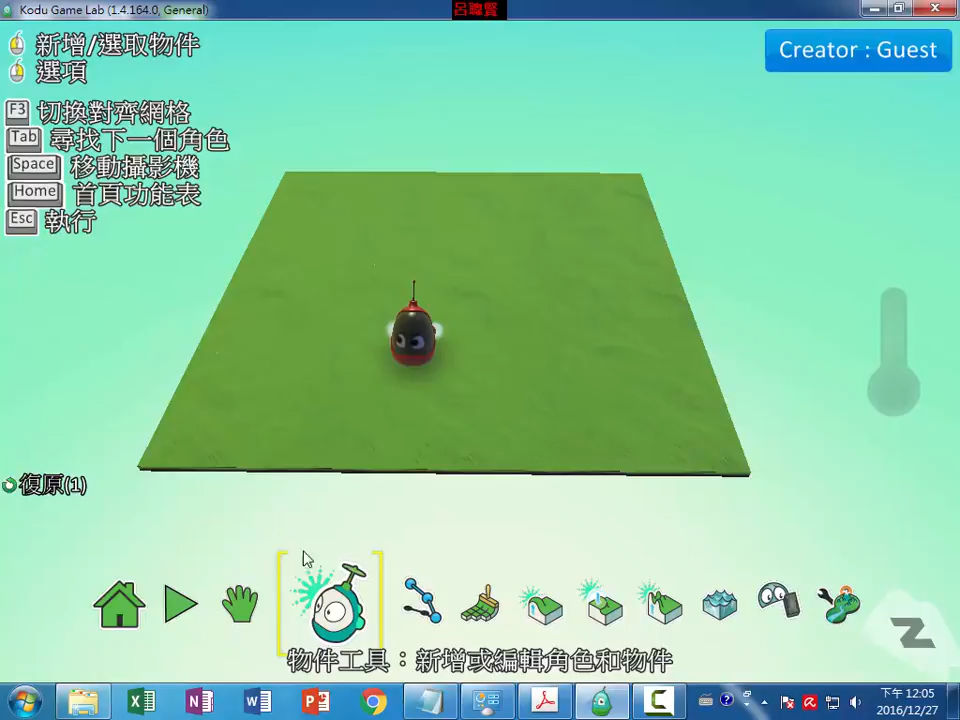 Kodu Game Lab (1.4.164.0, General)
呂聰賢
新增/選取物件
選項
Creator : Guest
F3 切換對齊網格
Tab 尋找下一個角色
Space 移動攝影機
Home 首頁功能表
Esc 執行
復原(1)
物件工具：新增或編輯角色和物件
下午 12:05
2016/12/27